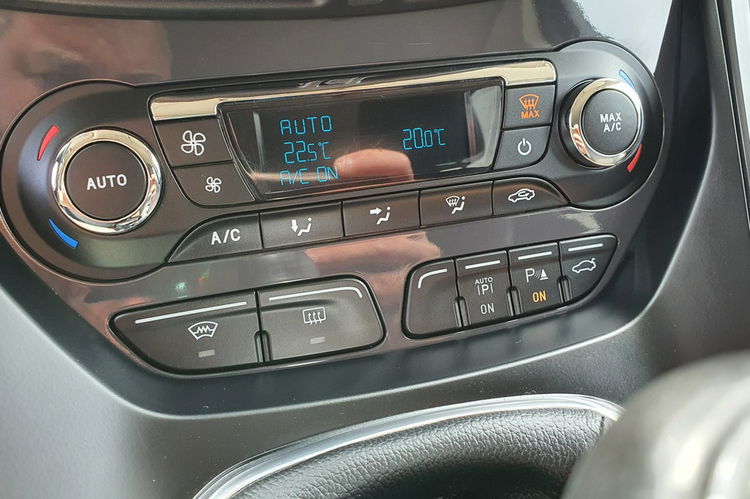 AUTO
22.5°C
20.0°C
A/C ON
MAX
MAX
A/C
AUTO
A/C
AUTO
|P|
ON
P
ON